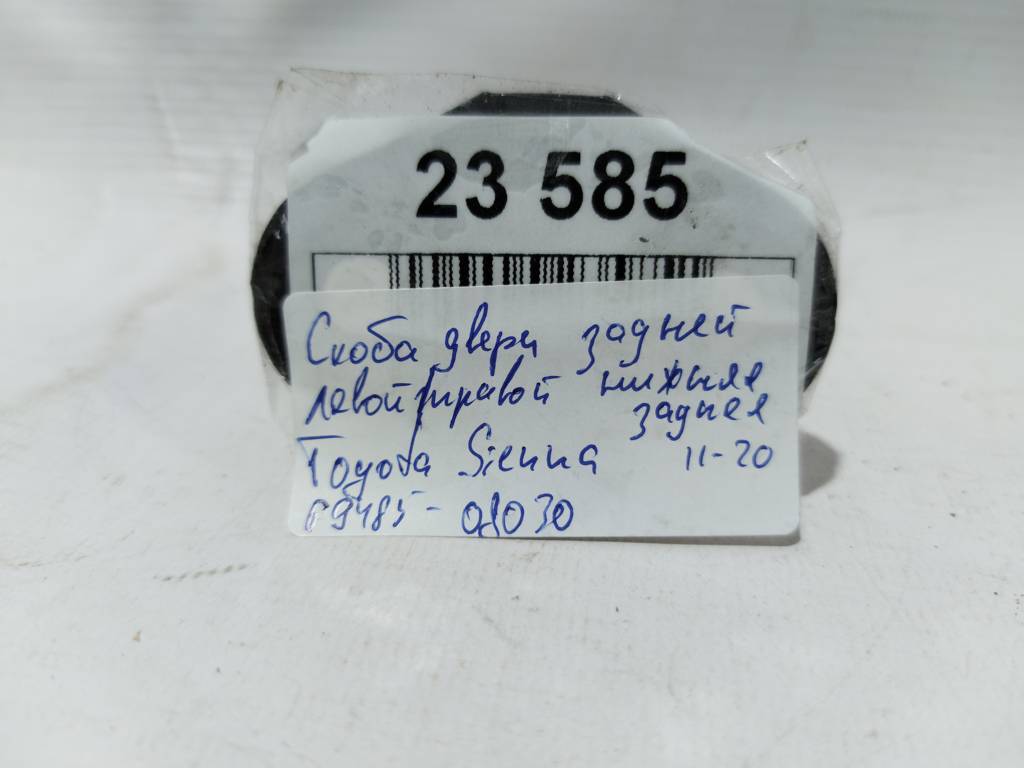 23 585
Скоба двери задней
левой/правой нижняя
задняя
Toyota Sienna 11-20
69485-08030